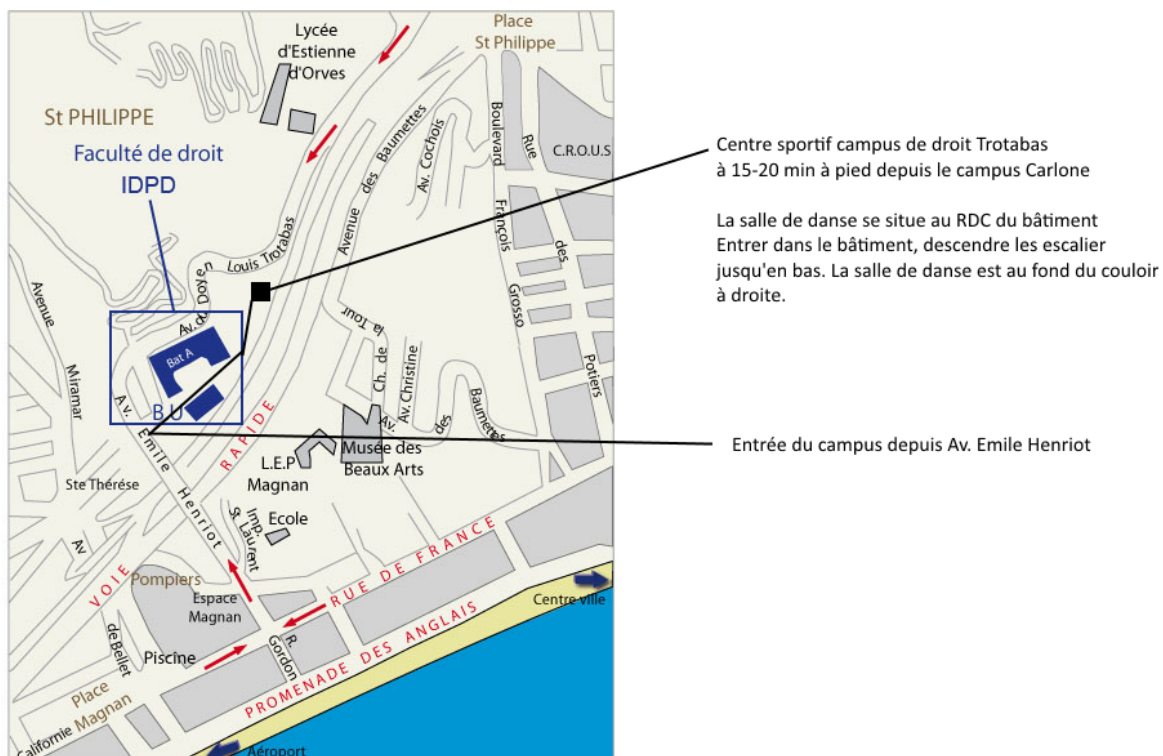 Place
St Philippe
Lycée
d'Estienne
d'Orves
St PHILIPPE
Faculté de droit
IDPD
Avenue des Baumettes
Av. Cochois
Boulevard François Grosso
Rue des Potiers
C.R.O.U.S
Centre sportif campus de droit Trotabas
à 15-20 min à pied depuis le campus Carlone
La salle de danse se situe au RDC du bâtiment
Entrer dans le bâtiment, descendre les escalier
jusqu'en bas. La salle de danse est au fond du couloir
à droite.
Av. du Doyen Louis Trotabas
Avenue Miramar
Bat A
B U
Ch. de la Tour
Av. Christine
Av. des Baumettes
Av. Emile Henriot
VOIE RAPIDE
Musée des
Beaux Arts
L.E.P
Magnan
Entrée du campus depuis Av. Emile Henriot
Ste Thérése
Imp.
St Laurent
Ecole
Av
de Bellet
Pompiers
Espace
Magnan
RUE DE FRANCE
Centre ville
R.
Gordon
PROMENADE DES ANGLAIS
Piscîne
Place
Magnan
Californie
Aéroport